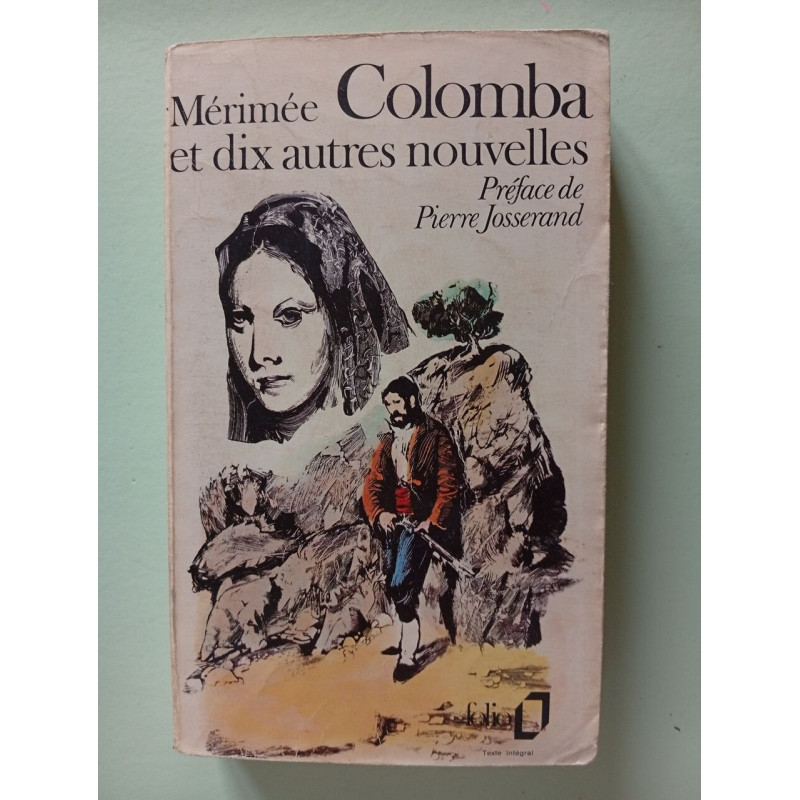 Mérimée Colomba
et dix autres nouvelles
Préface de
Pierre Josserand
folio
Texte intégral